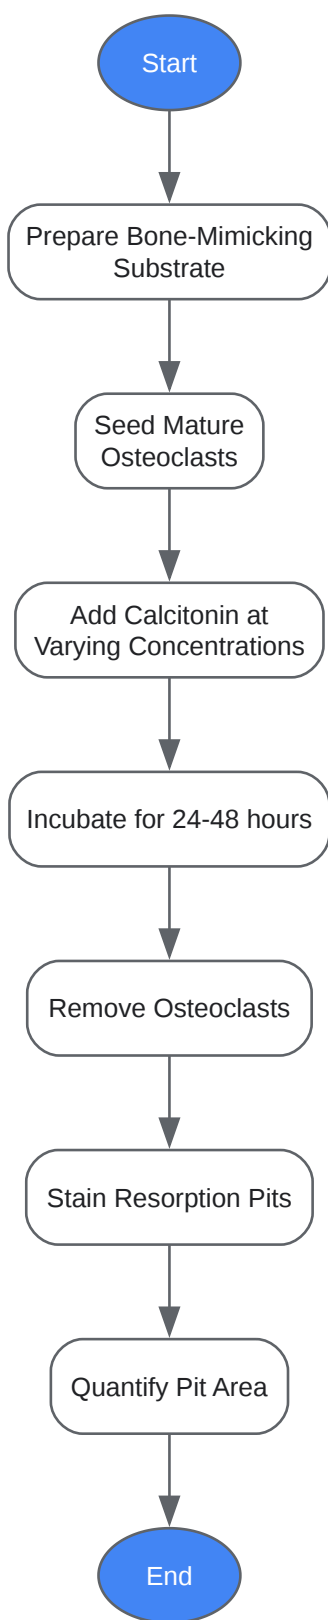 Start
Prepare Bone-Mimicking
Substrate
Seed Mature
Osteoclasts
Add Calcitonin at
Varying Concentrations
Incubate for 24-48 hours
Remove Osteoclasts
Stain Resorption Pits
Quantify Pit Area
End